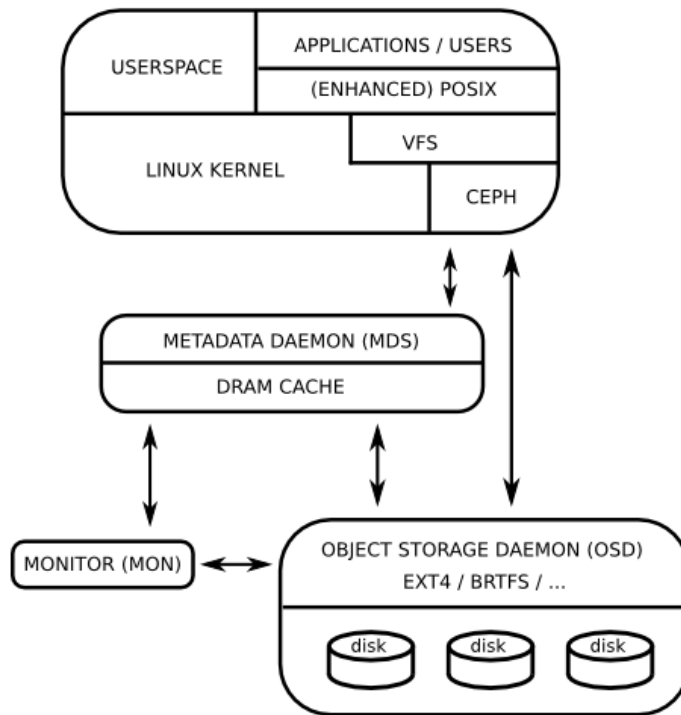 USERSPACE
APPLICATIONS / USERS
(ENHANCED) POSIX
VFS
LINUX KERNEL
CEPH
METADATA DAEMON (MDS)
DRAM CACHE
MONITOR (MON)
OBJECT STORAGE DAEMON (OSD)
EXT4 / BRTFS / ...
disk
disk
disk